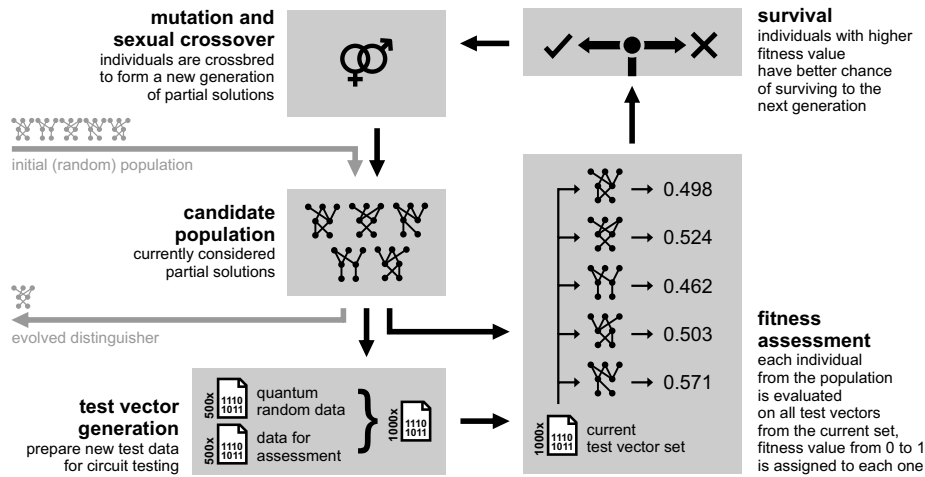 mutation and
sexual crossover
individuals are crossbred
to form a new generation
of partial solutions
survival
individuals with higher
fitness value
have better chance
of surviving to the
next generation
initial (random) population
candidate
population
currently considered
partial solutions
evolved distinguisher
0.498
0.524
0.462
0.503
0.571
fitness
assessment
each individual
from the population
is evaluated
on all test vectors
from the current set,
fitness value from 0 to 1
is assigned to each one
test vector
generation
prepare new test data
for circuit testing
500x
1110
1011
quantum
random data
500x
1110
1011
data for
assessment
1000x
1110
1011
1000x
1110
1011
current
test vector set